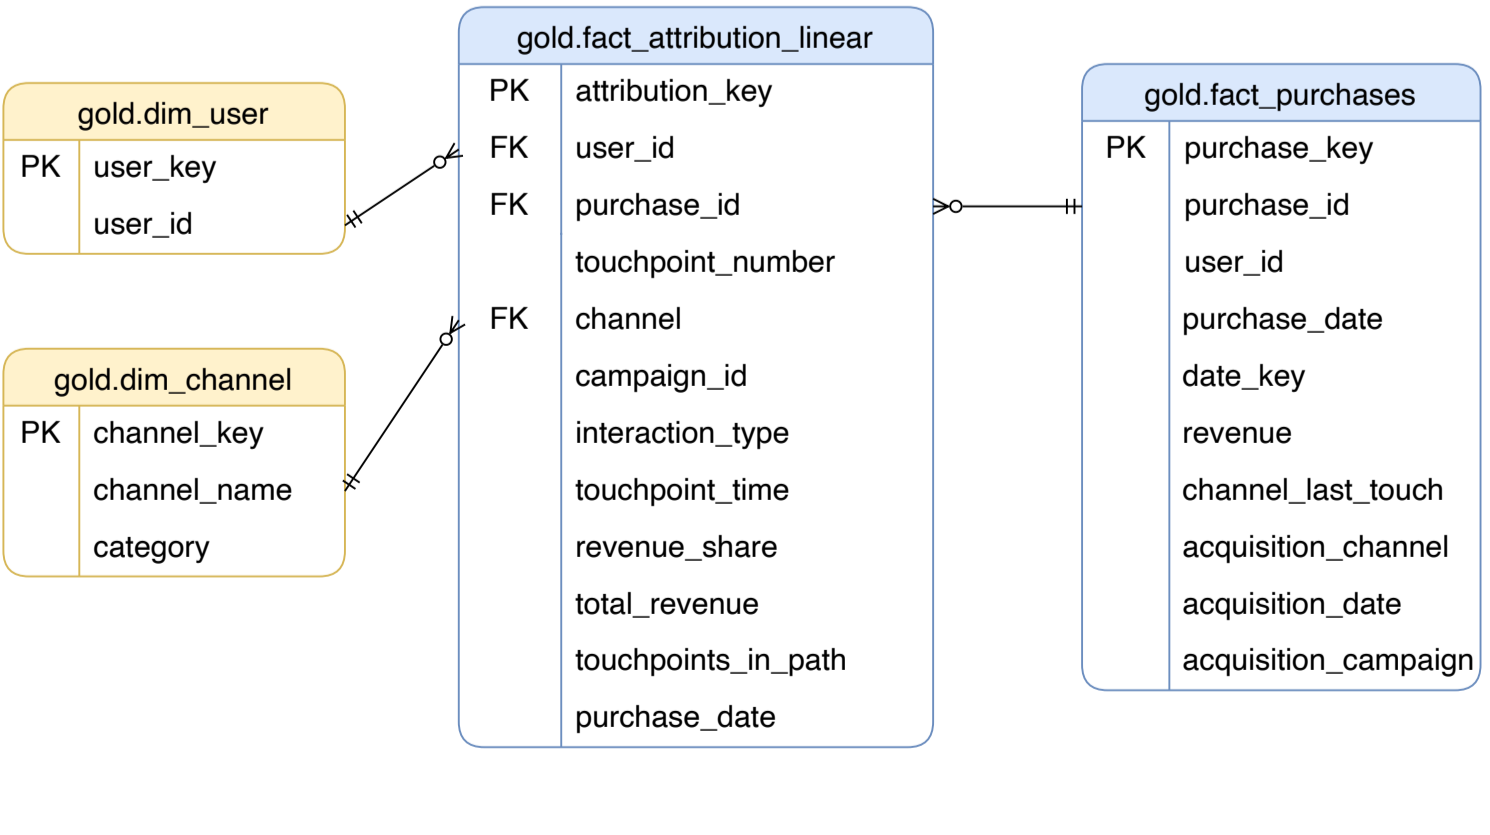 gold.dim_user
PK user_key
user_id
gold.dim_channel
PK channel_key
channel_name
category
gold.fact_attribution_linear
PK attribution_key
FK user_id
FK purchase_id
touchpoint_number
FK channel
campaign_id
interaction_type
touchpoint_time
revenue_share
total_revenue
touchpoints_in_path
purchase_date
gold.fact_purchases
PK purchase_key
purchase_id
user_id
purchase_date
date_key
revenue
channel_last_touch
acquisition_channel
acquisition_date
acquisition_campaign